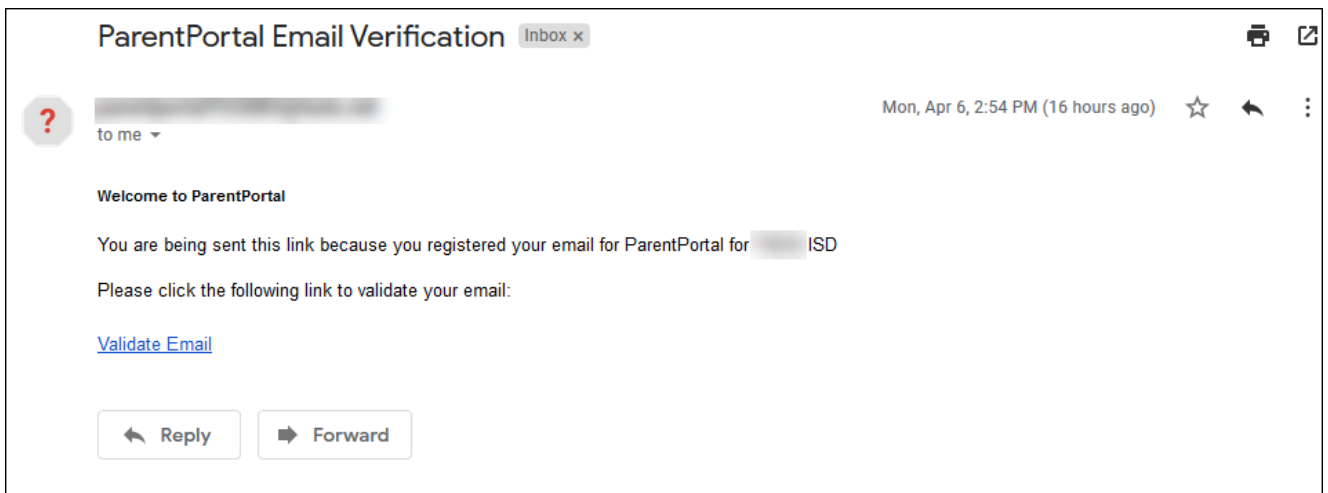 ParentPortal Email Verification Inbox x
?
Mon, Apr 6, 2:54 PM (16 hours ago)
to me
Welcome to ParentPortal
You are being sent this link because you registered your email for ParentPortal for ISD
Please click the following link to validate your email:
Validate Email
Reply Forward